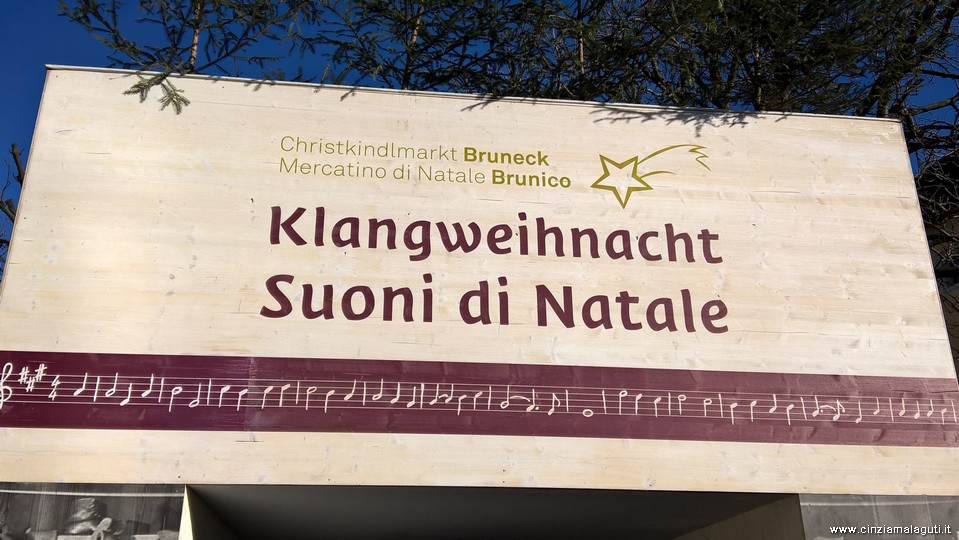 Christkindlmarkt Bruneck
Mercatino di Natale Brunico
Klangweihnacht
Suoni di Natale
www.cinziamalaguti.it